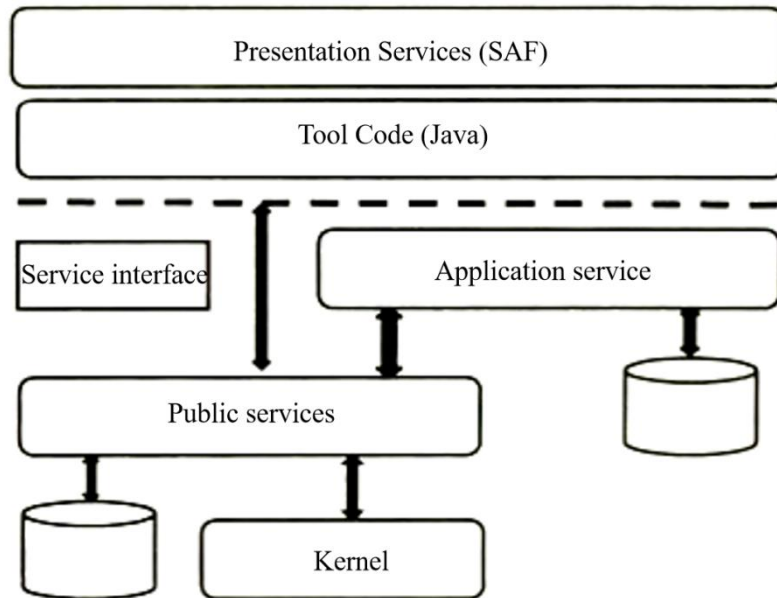 Presentation Services (SAF)
Tool Code (Java)
Service interface
Application service
Public services
Kernel